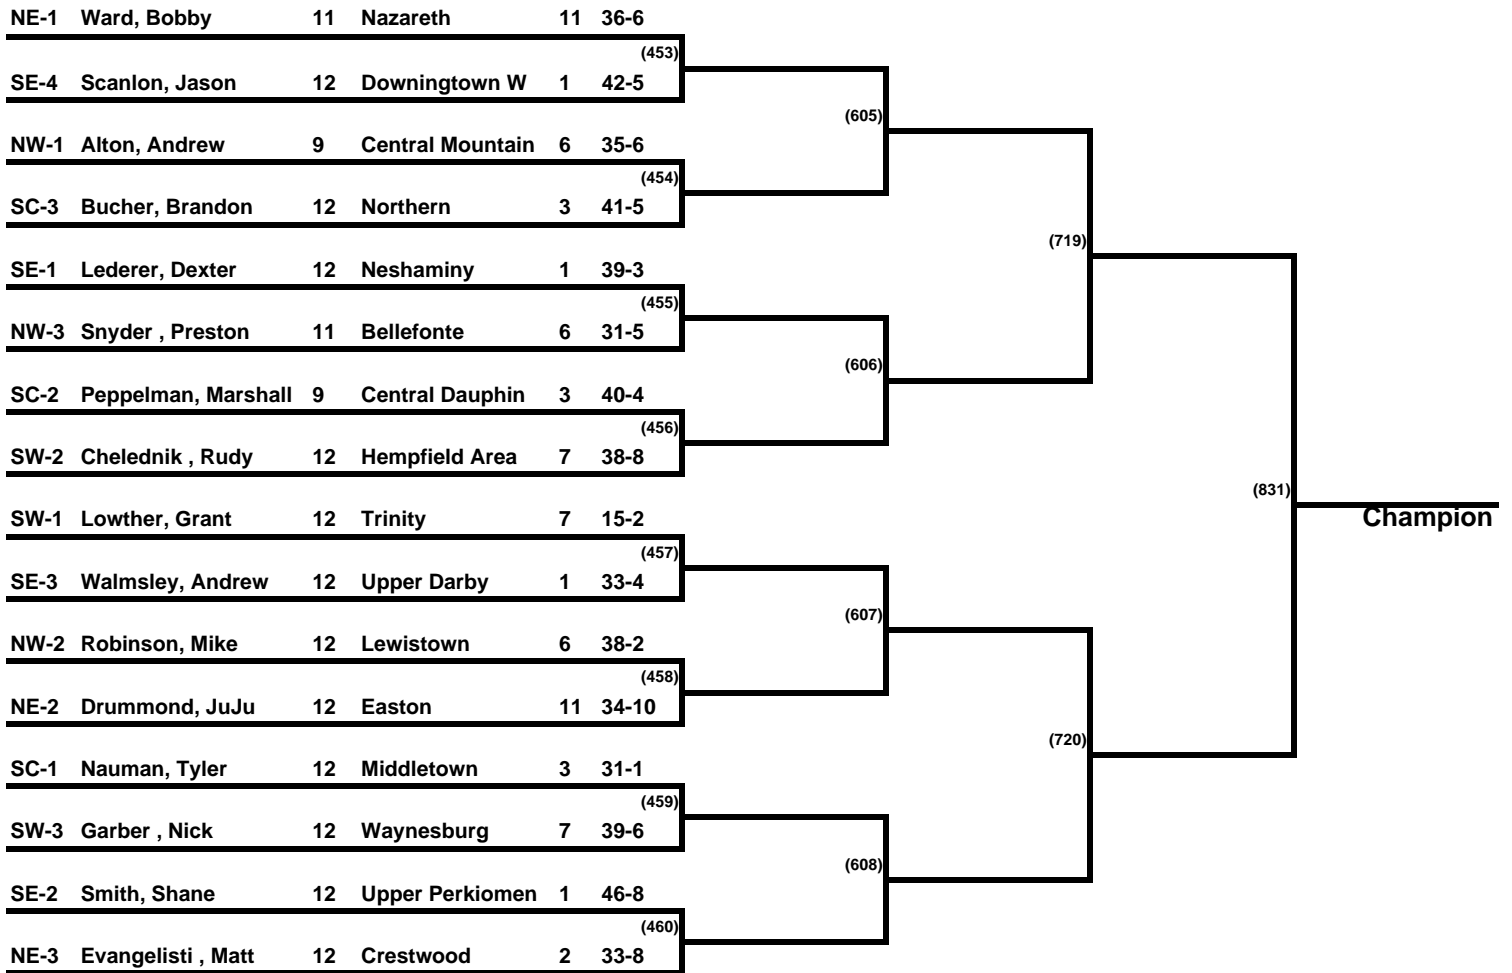 NE-1 Ward, Bobby 11 Nazareth 11 36-6
(453)
SE-4 Scanlon, Jason 12 Downingtown W 1 42-5
(605)
NW-1 Alton, Andrew 9 Central Mountain 6 35-6
(454)
SC-3 Bucher, Brandon 12 Northern 3 41-5
(719)
SE-1 Lederer, Dexter 12 Neshaminy 1 39-3
(455)
NW-3 Snyder , Preston 11 Bellefonte 6 31-5
(606)
SC-2 Peppelman, Marshall 9 Central Dauphin 3 40-4
(456)
SW-2 Chelednik , Rudy 12 Hempfield Area 7 38-8
(831)
SW-1 Lowther, Grant 12 Trinity 7 15-2
Champion
(457)
SE-3 Walmsley, Andrew 12 Upper Darby 1 33-4
(607)
NW-2 Robinson, Mike 12 Lewistown 6 38-2
(458)
NE-2 Drummond, JuJu 12 Easton 11 34-10
(720)
SC-1 Nauman, Tyler 12 Middletown 3 31-1
(459)
SW-3 Garber , Nick 12 Waynesburg 7 39-6
(608)
SE-2 Smith, Shane 12 Upper Perkiomen 1 46-8
(460)
NE-3 Evangelisti , Matt 12 Crestwood 2 33-8